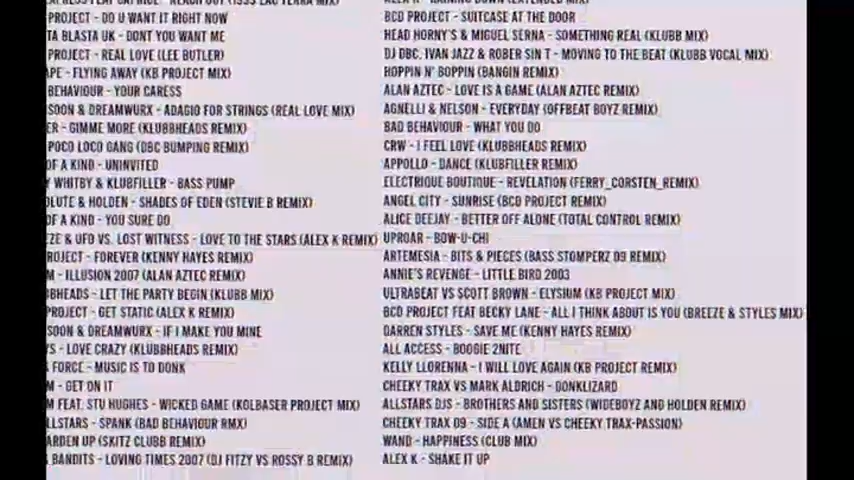 PROJECT - DO U WANT IT RIGHT NOW
TA BLASTA UK - DONT YOU WANT ME
PROJECT - REAL LOVE (LEE BUTLER)
APE - FLYING AWAY (KB PROJECT MIX)
BEHAVIOUR - YOUR CARESS
SOON & DREAMWURX - ADAGIO FOR STRINGS (REAL LOVE MIX)
ER - GIMME MORE (KLUBBHEADS REMIX)
POCO LOCO GANG (DBC BUMPING REMIX)
OF A KIND - UNINVITED
Y WHITBY & KLUBFILLER - BASS PUMP
OLUTE & HOLDEN - SHADES OF EDEN (STEVIE B REMIX)
OF A KIND - YOU SURE DO
EZE & UFO VS. LOST WITNESS - LOVE TO THE STARS (ALEX K REMIX)
ROJECT - FOREVER (KENNY HAYES REMIX)
M - ILLUSION 2007 (ALAN AZTEC REMIX)
BHEADS - LET THE PARTY BEGIN (KLUBB MIX)
PROJECT - GET STATIC (ALEX K REMIX)
SOON & DREAMWURX - IF I MAKE YOU MINE
YS - LOVE CRAZY (KLUBBHEADS REMIX)
FORCE - MUSIC IS TO DONK
M - GET ON IT
M FEAT. STU HUGHES - WICKED GAME (KOLBASER PROJECT MIX)
LLSTARS - SPANK (BAD BEHAVIOUR RMX)
ARDEN UP (SKITZ CLUBB REMIX)
BANDITS - LOVING TIMES 2007 (DJ FITZY VS ROSSY B REMIX)
BCD PROJECT - SUITCASE AT THE DOOR
HEAD HORNY'S & MIGUEL SERNA - SOMETHING REAL (KLUBB MIX)
DJ DBC, IVAN JAZZ & ROBER SIN T - MOVING TO THE BEAT (KLUBB VOCAL MIX)
HOPPIN N' BOPPIN (BANGIN REMIX)
ALAN AZTEC - LOVE IS A GAME (ALAN AZTEC REMIX)
AGNELLI & NELSON - EVERYDAY (OFFBEAT BOYZ REMIX)
BAD BEHAVIOUR - WHAT YOU DO
CRW - I FEEL LOVE (KLUBBHEADS REMIX)
APPOLLO - DANCE (KLUBFILLER REMIX)
ELECTRIQUE BOUTIQUE - REVELATION (FERRY_CORSTEN_REMIX)
ANGEL CITY - SUNRISE (BCD PROJECT REMIX)
ALICE DEEJAY - BETTER OFF ALONE (TOTAL CONTROL REMIX)
UPROAR - BOW-U-CHI
ARTEMESIA - BITS & PIECES (BASS STOMPERZ 09 REMIX)
ANNIE'S REVENGE - LITTLE BIRD 2003
ULTRABEAT VS SCOTT BROWN - ELYSIUM (KB PROJECT MIX)
BCD PROJECT FEAT BECKY LANE - ALL I THINK ABOUT IS YOU (BREEZE & STYLES MIX)
DARREN STYLES - SAVE ME (KENNY HAYES REMIX)
ALL ACCESS - BOOGIE 2NITE
KELLY LLORENNA - I WILL LOVE AGAIN (KB PROJECT REMIX)
CHEEKY TRAX VS MARK ALDRICH - DONKLIZARD
ALLSTARS DJS - BROTHERS AND SISTERS (WIDEBOYZ AND HOLDEN REMIX)
CHEEKY TRAX 09 - SIDE A (AMEN VS CHEEKY TRAX-PASSION)
WAND - HAPPINESS (CLUB MIX)
ALEX K - SHAKE IT UP